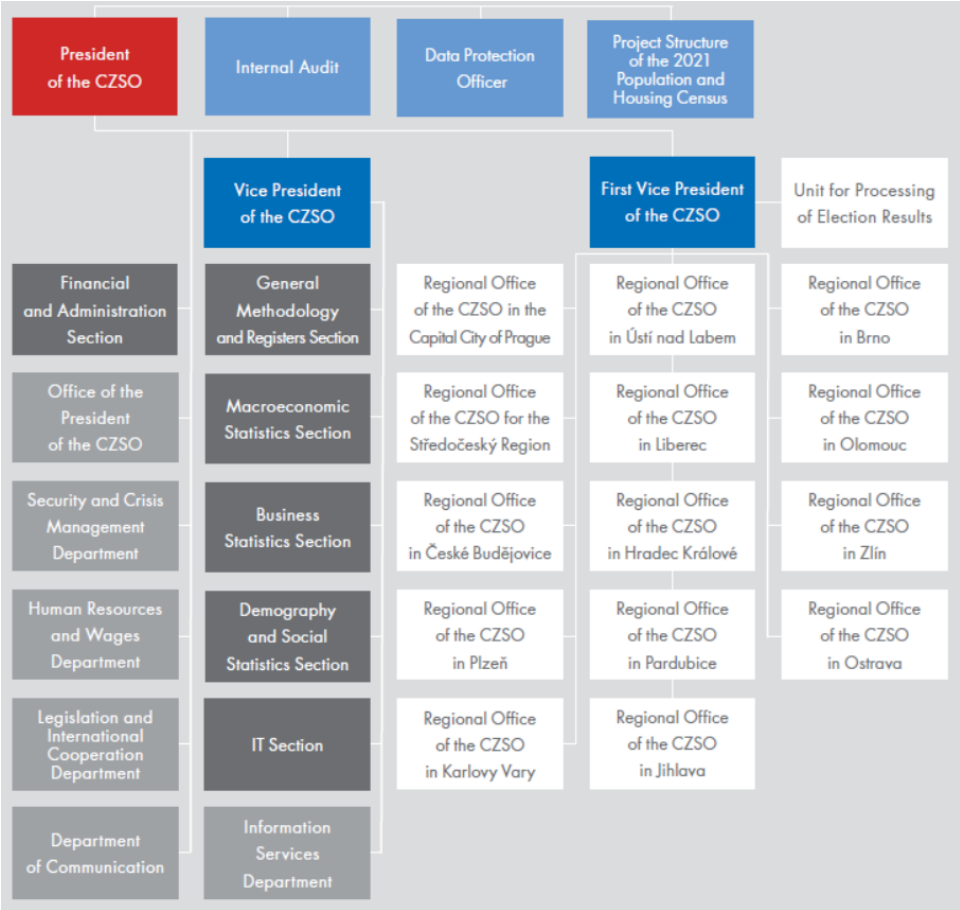 President
of the CZSO
Internal Audit
Data Protection
Officer
Project Structure
of the 2021
Population and
Housing Census
Vice President
of the CZSO
First Vice President
of the CZSO
Unit for Processing
of Election Results
Financial
and Administration
Section
General
Methodology
and Registers Section
Regional Office
of the CZSO in the
Capital City of Prague
Regional Office
of the CZSO
in Ústí nad Labem
Regional Office
of the CZSO
in Brno
Office of the
President
of the CZSO
Macroeconomic
Statistics Section
Regional Office
of the CZSO for the
Středočeský Region
Regional Office
of the CZSO
in Liberec
Regional Office
of the CZSO
in Olomouc
Security and Crisis
Management
Department
Business
Statistics Section
Regional Office
of the CZSO
in České Budějovice
Regional Office
of the CZSO
in Hradec Králové
Regional Office
of the CZSO
in Zlín
Human Resources
and Wages
Department
Demography
and Social
Statistics Section
Regional Office
of the CZSO
in Plzeň
Regional Office
of the CZSO
in Pardubice
Regional Office
of the CZSO
in Ostrava
Legislation and
International
Cooperation
Department
IT Section
Regional Office
of the CZSO
in Karlovy Vary
Regional Office
of the CZSO
in Jihlava
Department
of Communication
Information
Services
Department